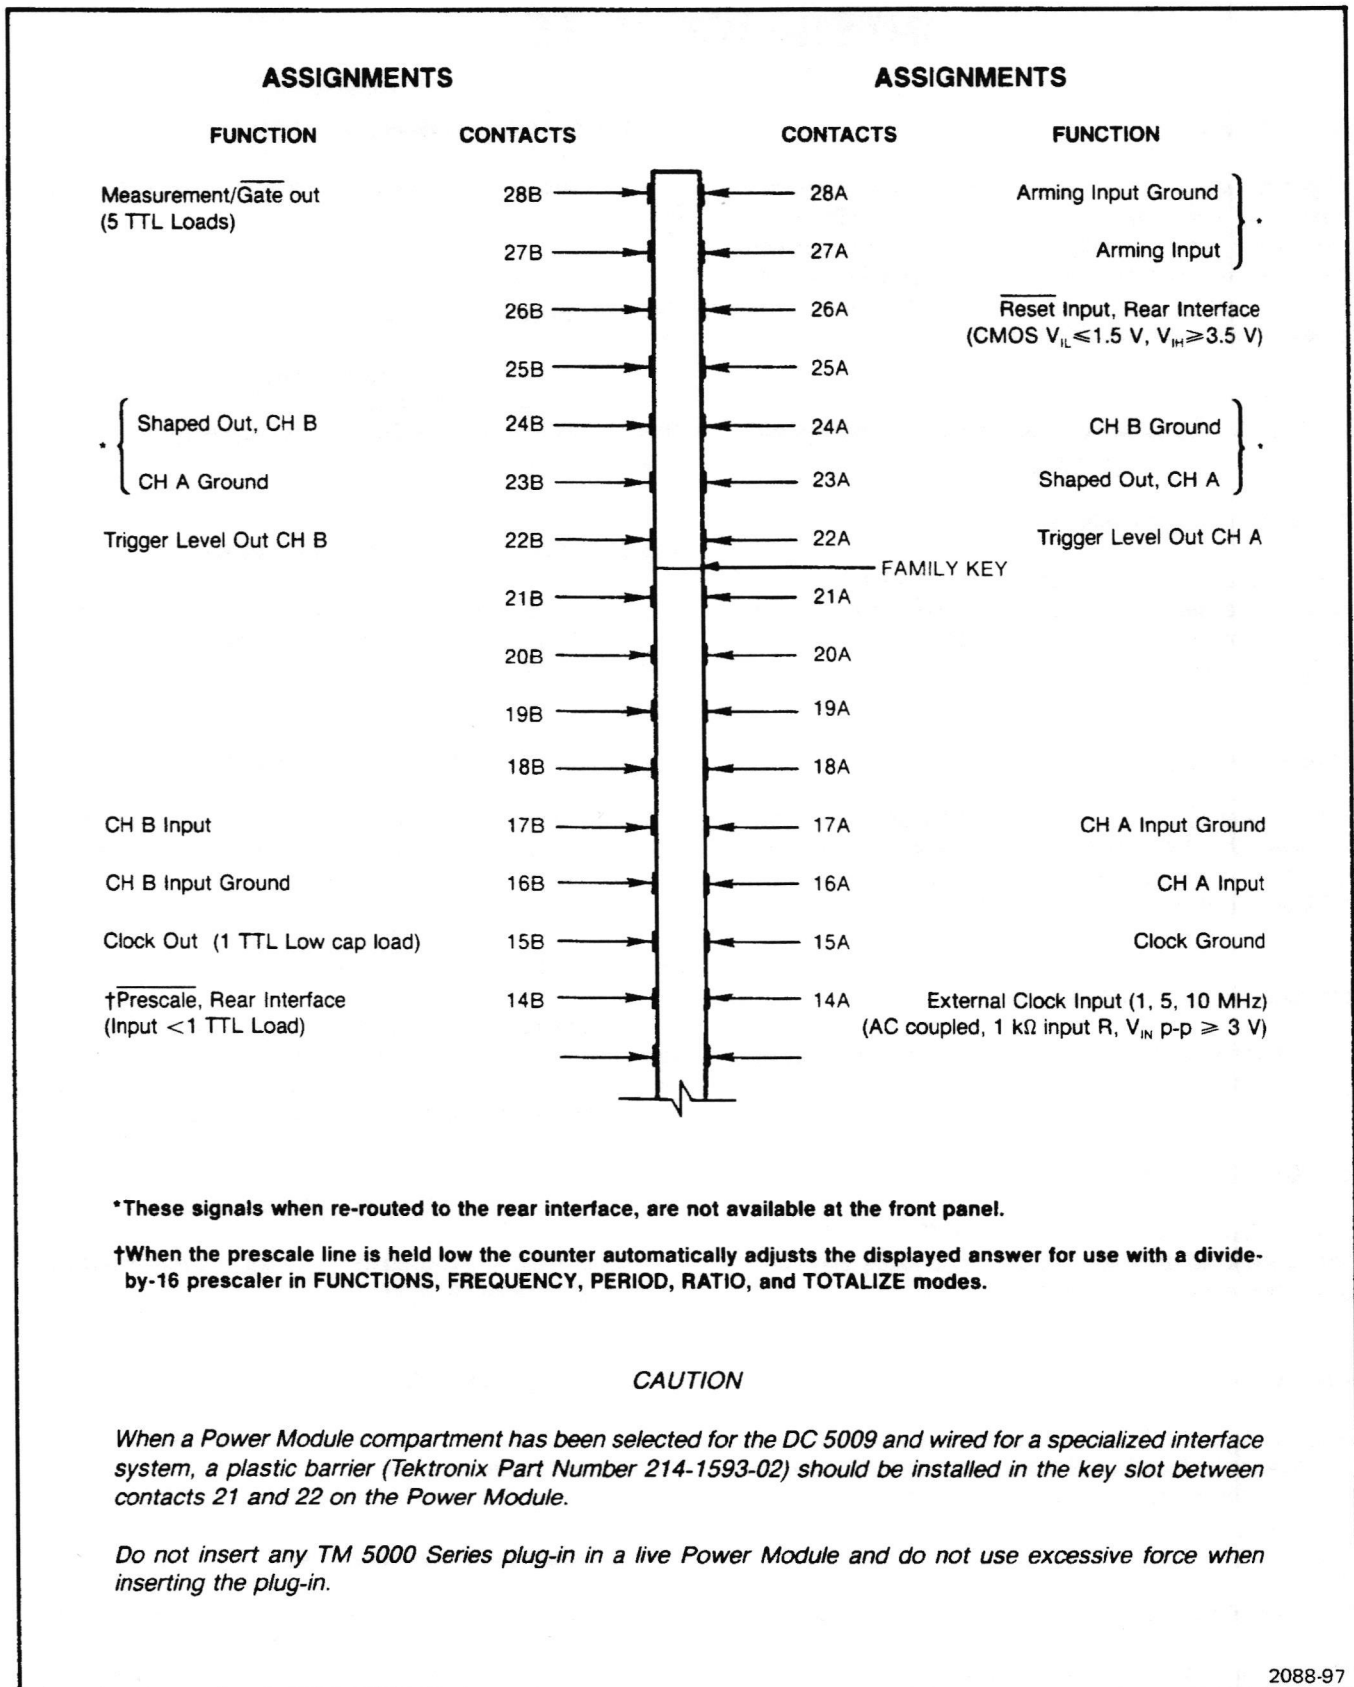 ASSIGNMENTS ASSIGNMENTS
FUNCTION CONTACTS CONTACTS FUNCTION
Measurement/G̅a̅t̅e̅ out 28B 28A Arming Input Ground
(5 TTL Loads) *
27B 27A Arming Input
26B 26A R̅e̅s̅e̅t̅ Input, Rear Interface
(CMOS V_IL≤1.5 V, V_IH≥3.5 V)
25B 25A
Shaped Out, CH B 24B 24A CH B Ground
* *
CH A Ground 23B 23A Shaped Out, CH A
Trigger Level Out CH B 22B 22A Trigger Level Out CH A
FAMILY KEY
21B 21A
20B 20A
19B 19A
18B 18A
CH B Input 17B 17A CH A Input Ground
CH B Input Ground 16B 16A CH A Input
Clock Out (1 TTL Low cap load) 15B 15A Clock Ground
†P̅r̅e̅s̅c̅a̅l̅e̅, Rear Interface 14B 14A External Clock Input (1, 5, 10 MHz)
(Input <1 TTL Load) (AC coupled, 1 kΩ input R, V_IN p-p ≥ 3 V)
*These signals when re-routed to the rear interface, are not available at the front panel.
†When the prescale line is held low the counter automatically adjusts the displayed answer for use with a divide-
by-16 prescaler in FUNCTIONS, FREQUENCY, PERIOD, RATIO, and TOTALIZE modes.
CAUTION
When a Power Module compartment has been selected for the DC 5009 and wired for a specialized interface
system, a plastic barrier (Tektronix Part Number 214-1593-02) should be installed in the key slot between
contacts 21 and 22 on the Power Module.
Do not insert any TM 5000 Series plug-in in a live Power Module and do not use excessive force when
inserting the plug-in.
2088-97